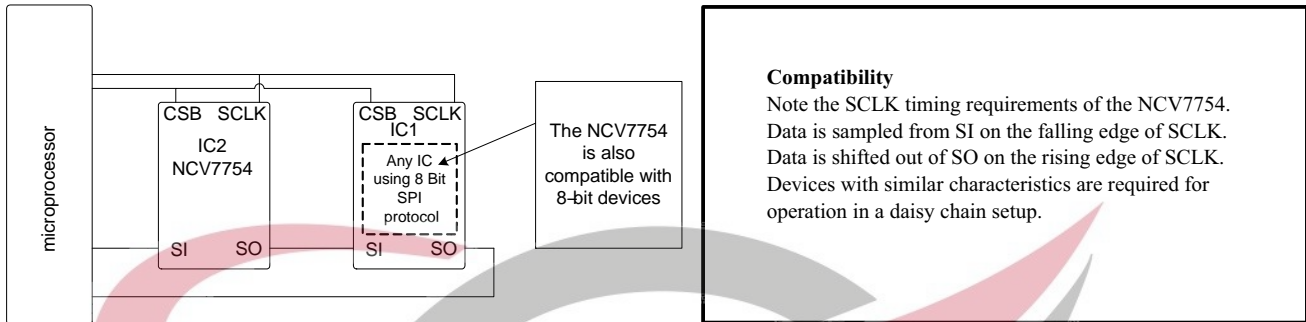 microprocessor
CSB SCLK
IC2
NCV7754
SI SO
CSB SCLK
IC1
Any IC
using 8 Bit
SPI
protocol
SI SO
The NCV7754
is also
compatible with
8-bit devices
Compatibility
Note the SCLK timing requirements of the NCV7754.
Data is sampled from SI on the falling edge of SCLK.
Data is shifted out of SO on the rising edge of SCLK.
Devices with similar characteristics are required for
operation in a daisy chain setup.